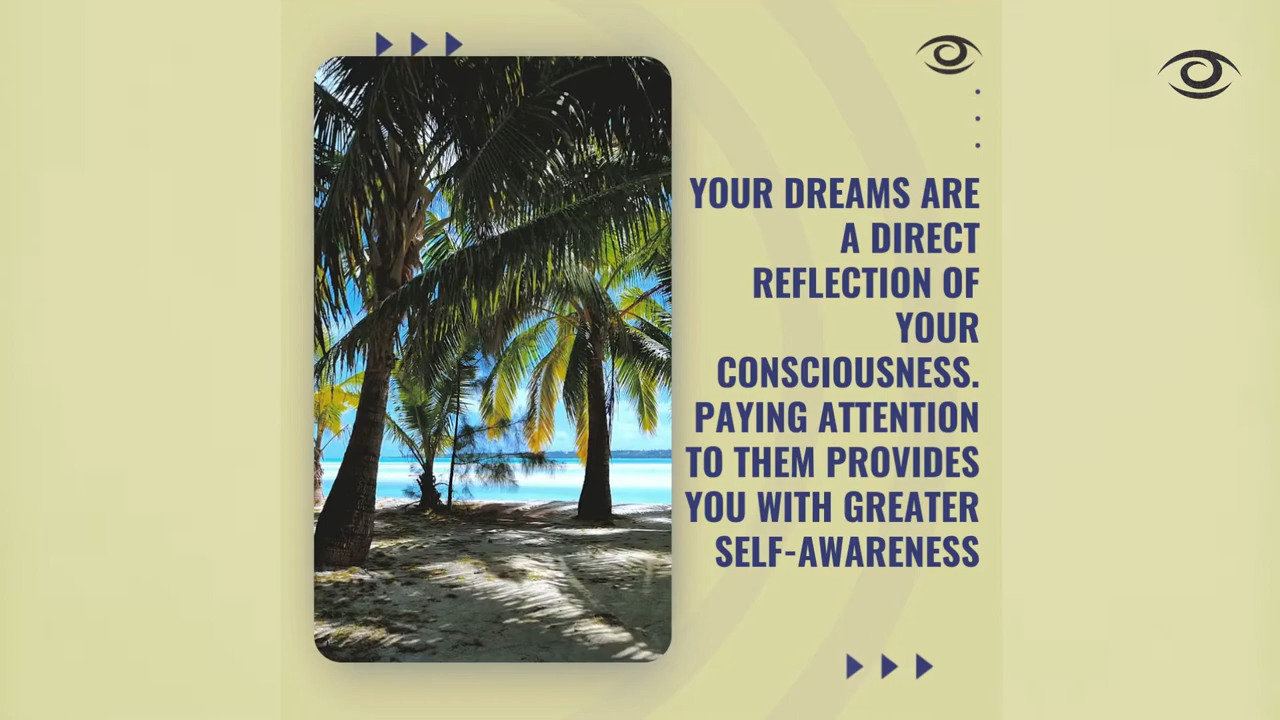 YOUR DREAMS ARE
A DIRECT
REFLECTION OF
YOUR
CONSCIOUSNESS.
PAYING ATTENTION
TO THEM PROVIDES
YOU WITH GREATER
SELF-AWARENESS